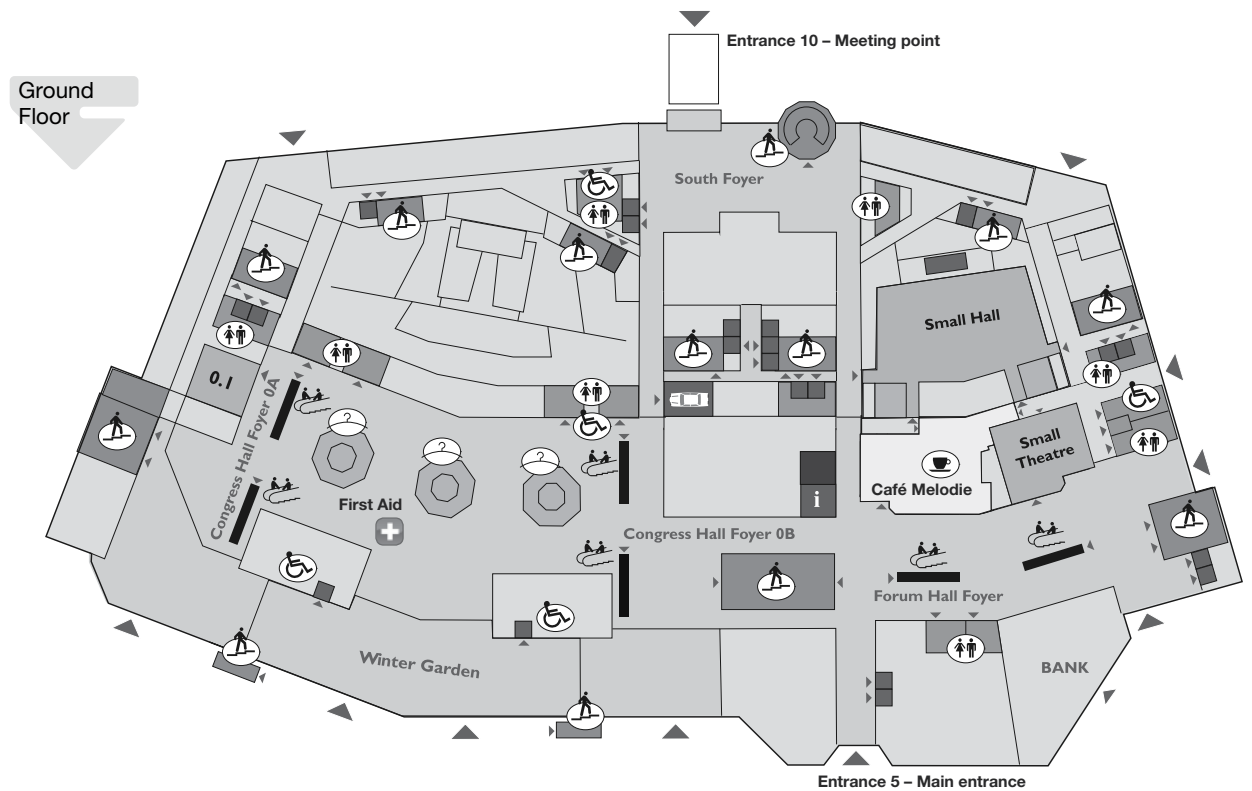 Entrance 10 – Meeting point
Ground
Floor
South Foyer
Small Hall
0.1
Congress Hall Foyer 0A
?
?
?
Small
Theatre
Café Melodie
i
First Aid
Congress Hall Foyer 0B
Forum Hall Foyer
Winter Garden
BANK
Entrance 5 – Main entrance